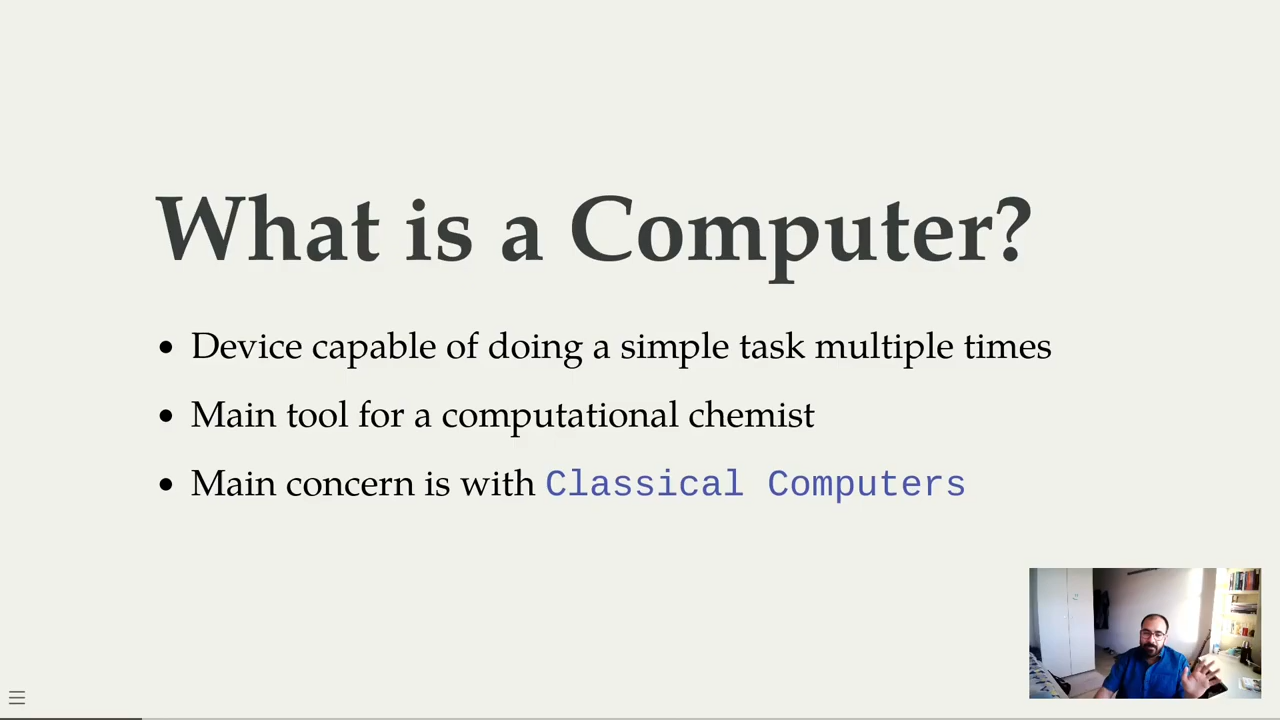 What is a Computer?
• Device capable of doing a simple task multiple times
• Main tool for a computational chemist
• Main concern is with Classical Computers